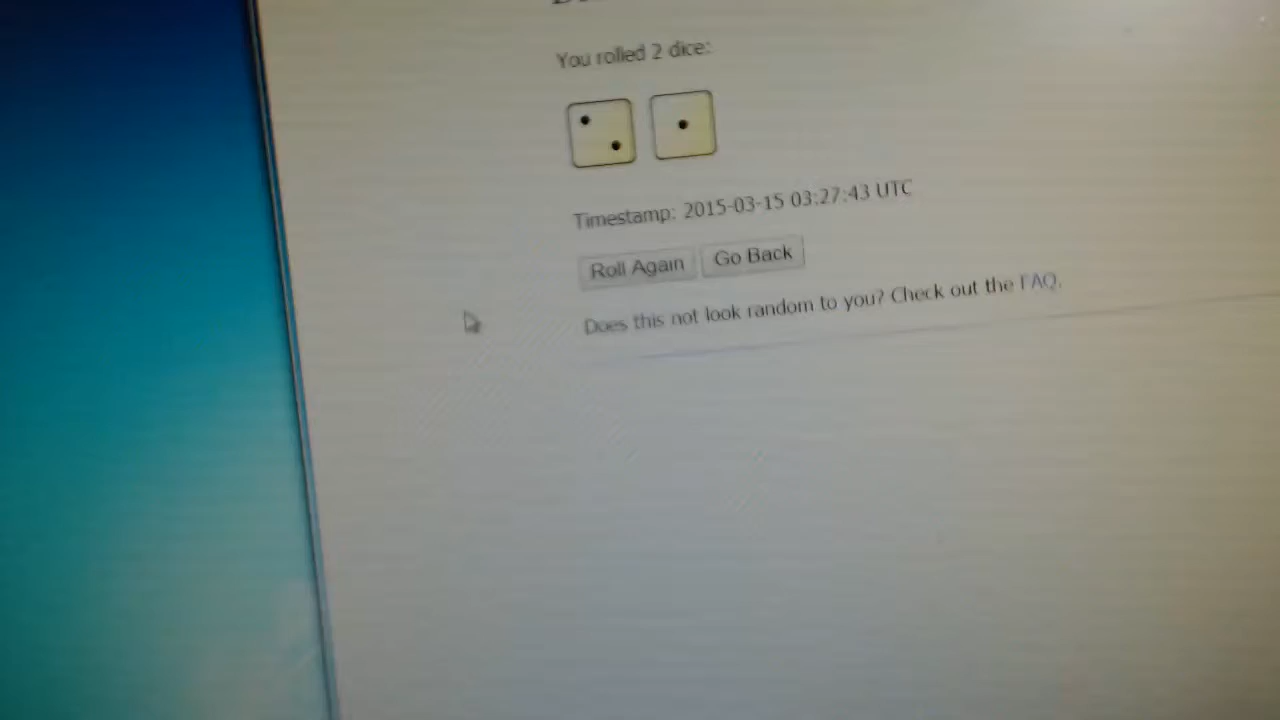 You rolled 2 dice:
Timestamp: 2015-03-15 03:27:43 UTC
Roll Again Go Back
Does this not look random to you? Check out the FAQ.